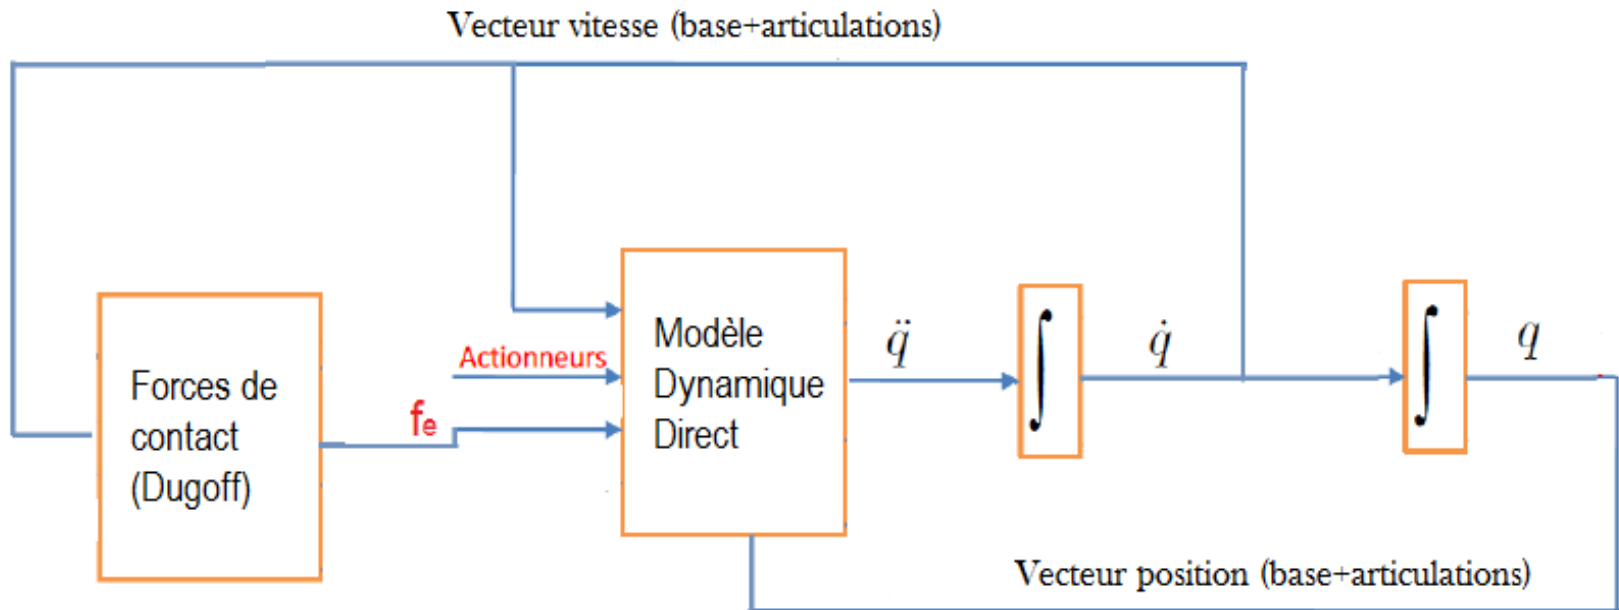 Vecteur vitesse (base+articulations)
Forces de
contact
(Dugoff)
Actionneurs
fe
Modèle
Dynamique
Direct
q̈
∫
q̇
∫
q
Vecteur position (base+articulations)